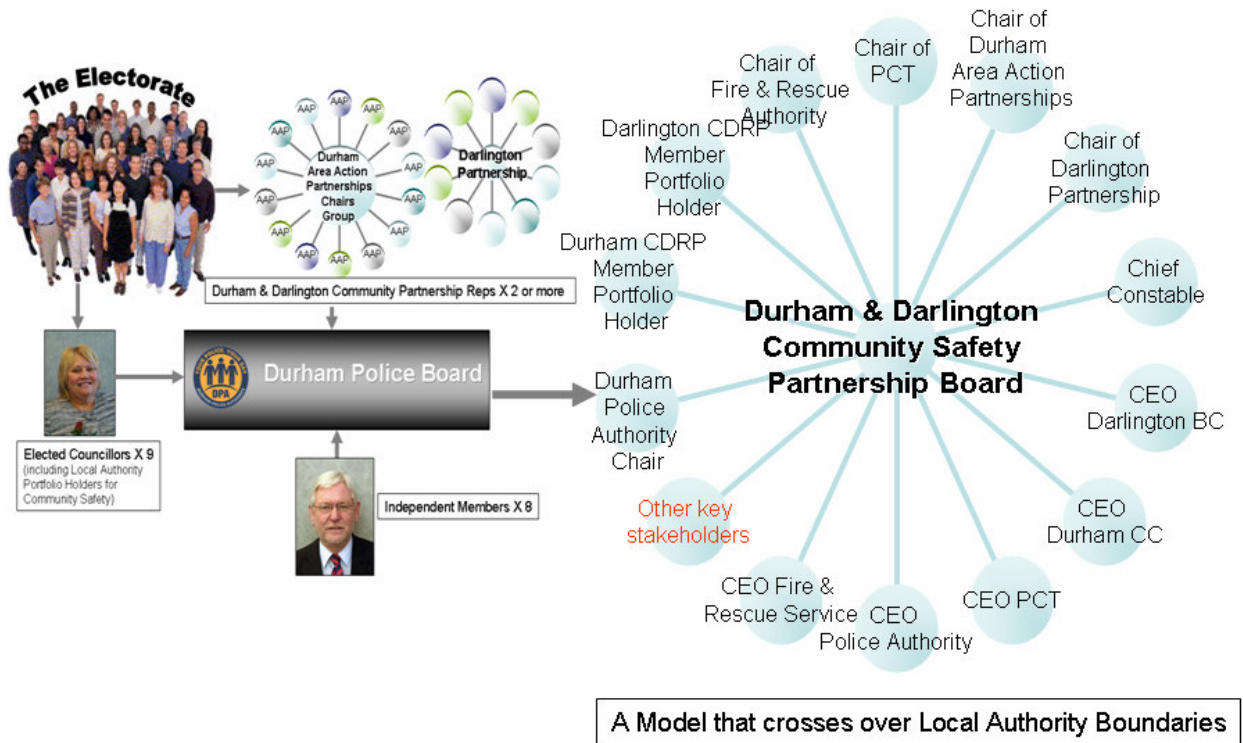 The Electorate
AAP
AAP
AAP
AAP
AAP
AAP
AAP
AAP
AAP
AAP
AAP
AAP
AAP
AAP
Durham
Area Action
Partnerships
Chairs
Group
Darlington
Partnership
Durham & Darlington Community Partnership Reps X 2 or more
Durham Police Board
DPA
Elected Councillors X 9
(including Local Authority
Portfolio Holders for
Community Safety)
Independent Members X 8
Chair of
PCT
Chair of
Durham
Area Action
Partnerships
Chair of
Darlington
Partnership
Chief
Constable
CEO
Darlington BC
CEO
Durham CC
CEO PCT
CEO
Police Authority
CEO Fire &
Rescue Service
Other key
stakeholders
Durham
Police
Authority
Chair
Durham CDRP
Member
Portfolio
Holder
Darlington CDRP
Member
Portfolio
Holder
Chair of
Fire & Rescue
Authority
Durham & Darlington
Community Safety
Partnership Board
A Model that crosses over Local Authority Boundaries